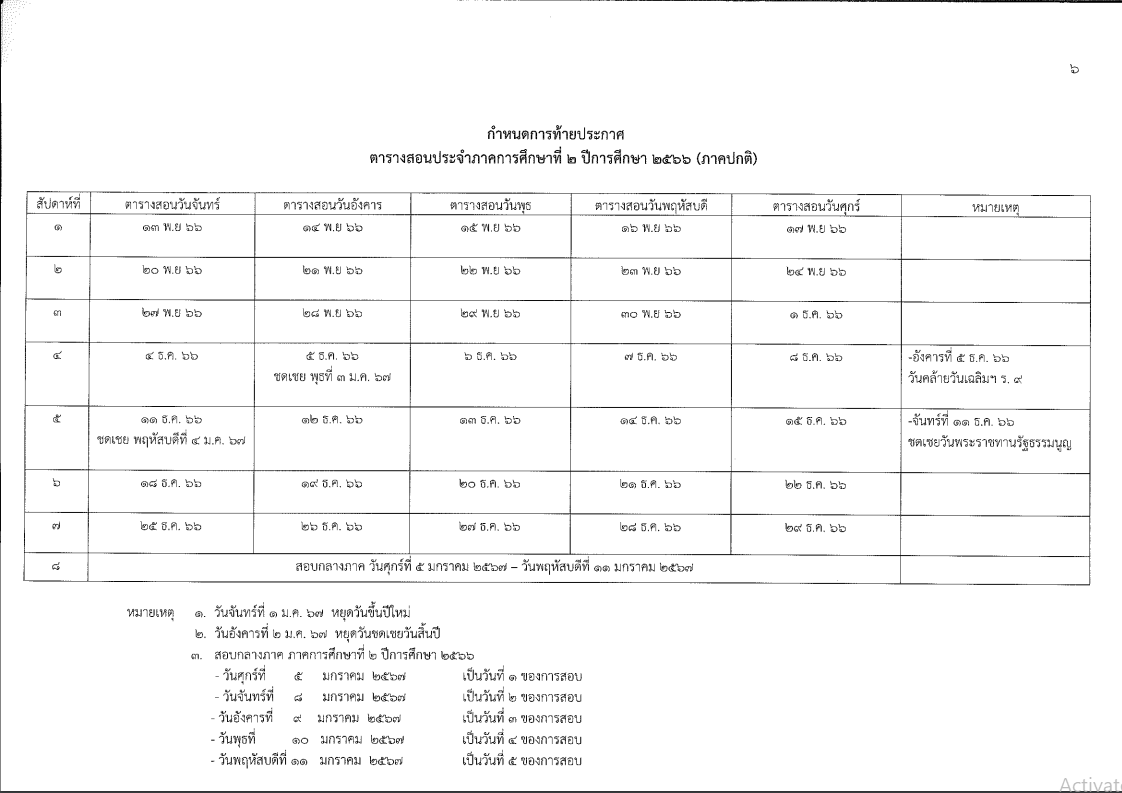 ๖
กำหนดการท้ายประกาศ
ตารางสอนประจำภาคการศึกษาที่ ๒ ปีการศึกษา ๒๕๖๖ (ภาคปกติ)
สัปดาห์ที่ ตารางสอนวันจันทร์ ตารางสอนวันอังคาร ตารางสอนวันพุธ ตารางสอนวันพฤหัสบดี ตารางสอนวันศุกร์ หมายเหตุ
๑ ๑๓ พ.ย ๖๖ ๑๔ พ.ย ๖๖ ๑๕ พ.ย ๖๖ ๑๖ พ.ย ๖๖ ๑๗ พ.ย ๖๖
๒ ๒๐ พ.ย ๖๖ ๒๑ พ.ย ๖๖ ๒๒ พ.ย ๖๖ ๒๓ พ.ย ๖๖ ๒๔ พ.ย ๖๖
๓ ๒๗ พ.ย ๖๖ ๒๘ พ.ย ๖๖ ๒๙ พ.ย ๖๖ ๓๐ พ.ย ๖๖ ๑ ธ.ค. ๖๖
๔ ๔ ธ.ค. ๖๖ ๕ ธ.ค. ๖๖ ๖ ธ.ค. ๖๖ ๗ ธ.ค. ๖๖ ๘ ธ.ค. ๖๖ -อังคารที่ ๕ ธ.ค. ๖๖
ชดเชย พุธที่ ๓ ม.ค. ๖๗ วันคล้ายวันเฉลิมฯ ร. ๙
๕ ๑๑ ธ.ค. ๖๖ ๑๒ ธ.ค. ๖๖ ๑๓ ธ.ค. ๖๖ ๑๔ ธ.ค. ๖๖ ๑๕ ธ.ค. ๖๖ -จันทร์ที่ ๑๑ ธ.ค. ๖๖
ชดเชย พฤหัสบดีที่ ๔ ม.ค. ๖๗ ชดเชยวันพระราชทานรัฐธรรมนูญ
๖ ๑๘ ธ.ค. ๖๖ ๑๙ ธ.ค. ๖๖ ๒๐ ธ.ค. ๖๖ ๒๑ ธ.ค. ๖๖ ๒๒ ธ.ค. ๖๖
๗ ๒๕ ธ.ค. ๖๖ ๒๖ ธ.ค. ๖๖ ๒๗ ธ.ค. ๖๖ ๒๘ ธ.ค. ๖๖ ๒๙ ธ.ค. ๖๖
๘ สอบกลางภาค วันศุกร์ที่ ๕ มกราคม ๒๕๖๗ – วันพฤหัสบดีที่ ๑๑ มกราคม ๒๕๖๗
หมายเหตุ ๑. วันจันทร์ที่ ๑ ม.ค. ๖๗ หยุดวันขึ้นปีใหม่
๒. วันอังคารที่ ๒ ม.ค. ๖๗ หยุดวันชดเชยวันสิ้นปี
๓. สอบกลางภาค ภาคการศึกษาที่ ๒ ปีการศึกษา ๒๕๖๖
- วันศุกร์ที่ ๕ มกราคม ๒๕๖๗ เป็นวันที่ ๑ ของการสอบ
- วันจันทร์ที่ ๘ มกราคม ๒๕๖๗ เป็นวันที่ ๒ ของการสอบ
- วันอังคารที่ ๙ มกราคม ๒๕๖๗ เป็นวันที่ ๓ ของการสอบ
- วันพุธที่ ๑๐ มกราคม ๒๕๖๗ เป็นวันที่ ๔ ของการสอบ
- วันพฤหัสบดีที่ ๑๑ มกราคม ๒๕๖๗ เป็นวันที่ ๕ ของการสอบ
Activat